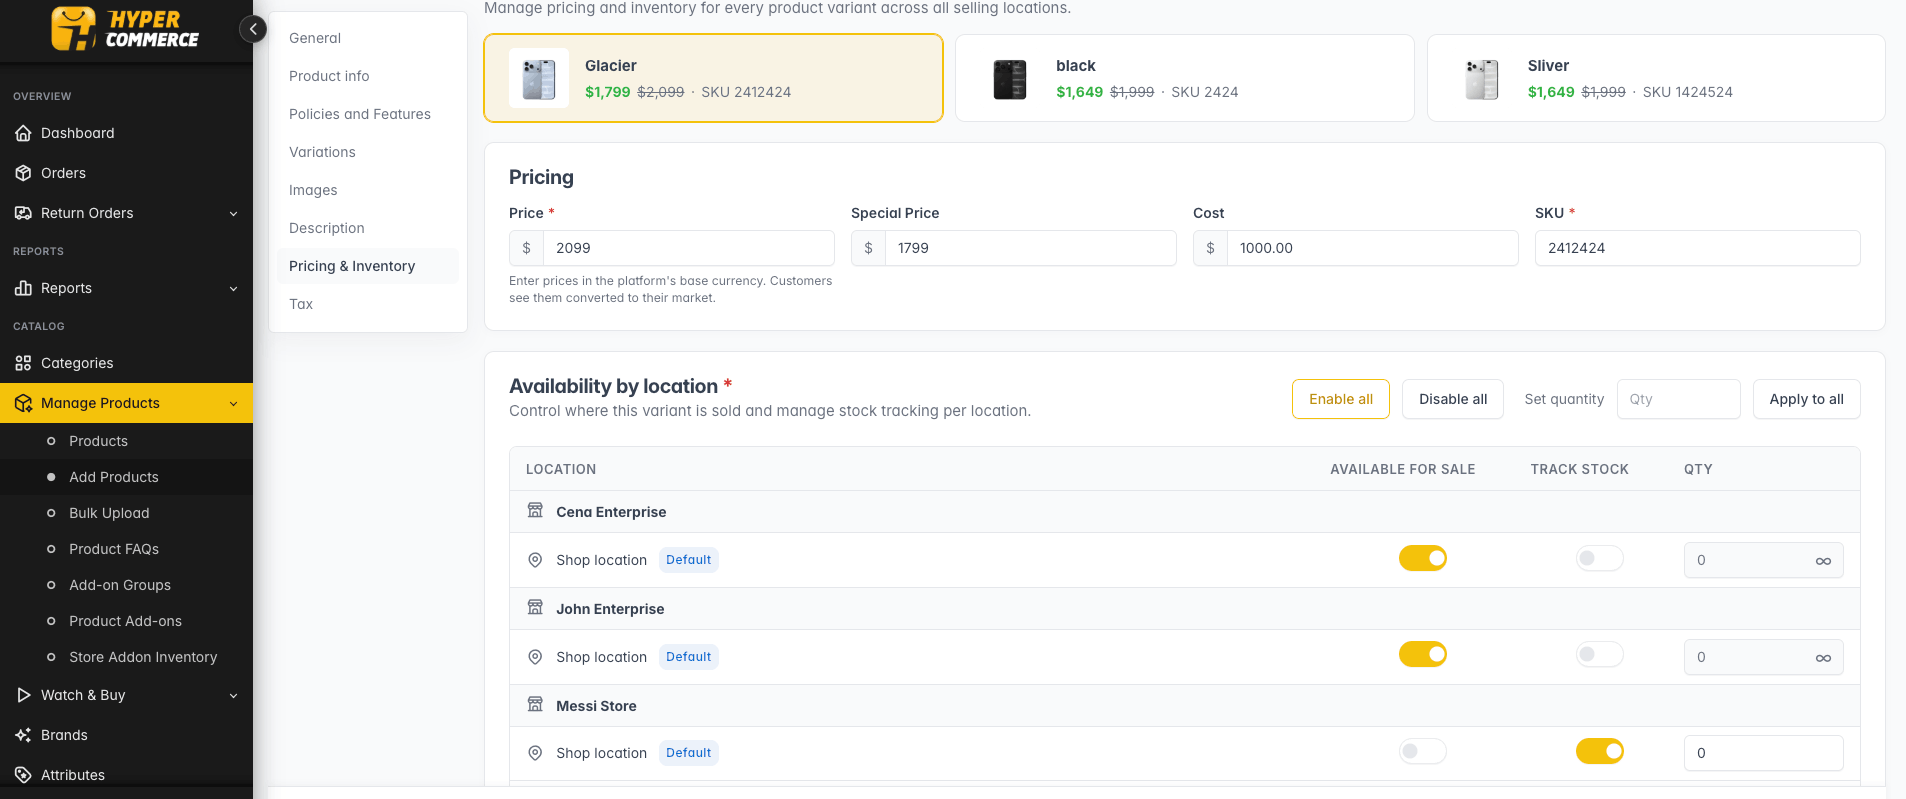 HYPER
COMMERCE
OVERVIEW
Dashboard
Orders
Return Orders
REPORTS
Reports
CATALOG
Categories
Manage Products
Products
Add Products
Bulk Upload
Product FAQs
Add-on Groups
Product Add-ons
Store Addon Inventory
Watch & Buy
Brands
Attributes
General
Product info
Policies and Features
Variations
Images
Description
Pricing & Inventory
Tax
Manage pricing and inventory for every product variant across all selling locations.
Glacier
$1,799 $2,099 · SKU 2412424
black
$1,649 $1,999 · SKU 2424
Sliver
$1,649 $1,999 · SKU 1424524
Pricing
Price * Special Price Cost SKU *
$ 2099 $ 1799 $ 1000.00 2412424
Enter prices in the platform's base currency. Customers
see them converted to their market.
Availability by location *
Control where this variant is sold and manage stock tracking per location.
Enable all Disable all Set quantity Qty Apply to all
LOCATION AVAILABLE FOR SALE TRACK STOCK QTY
Cena Enterprise
Shop location Default 0 ∞
John Enterprise
Shop location Default 0 ∞
Messi Store
Shop location Default 0